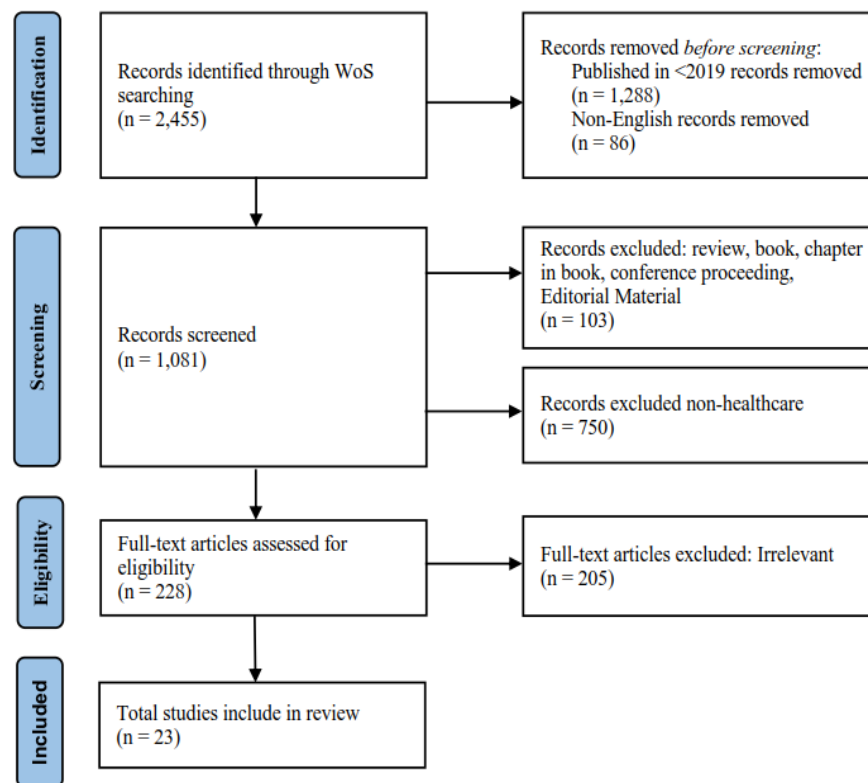 Identification
Records identified through WoS
searching
(n = 2,455)
Records removed before screening:
Published in <2019 records removed
(n = 1,288)
Non-English records removed
(n = 86)
Screening
Records screened
(n = 1,081)
Records excluded: review, book, chapter
in book, conference proceeding,
Editorial Material
(n = 103)
Records excluded non-healthcare
(n = 750)
Eligibility
Full-text articles assessed for
eligibility
(n = 228)
Full-text articles excluded: Irrelevant
(n = 205)
Included
Total studies include in review
(n = 23)